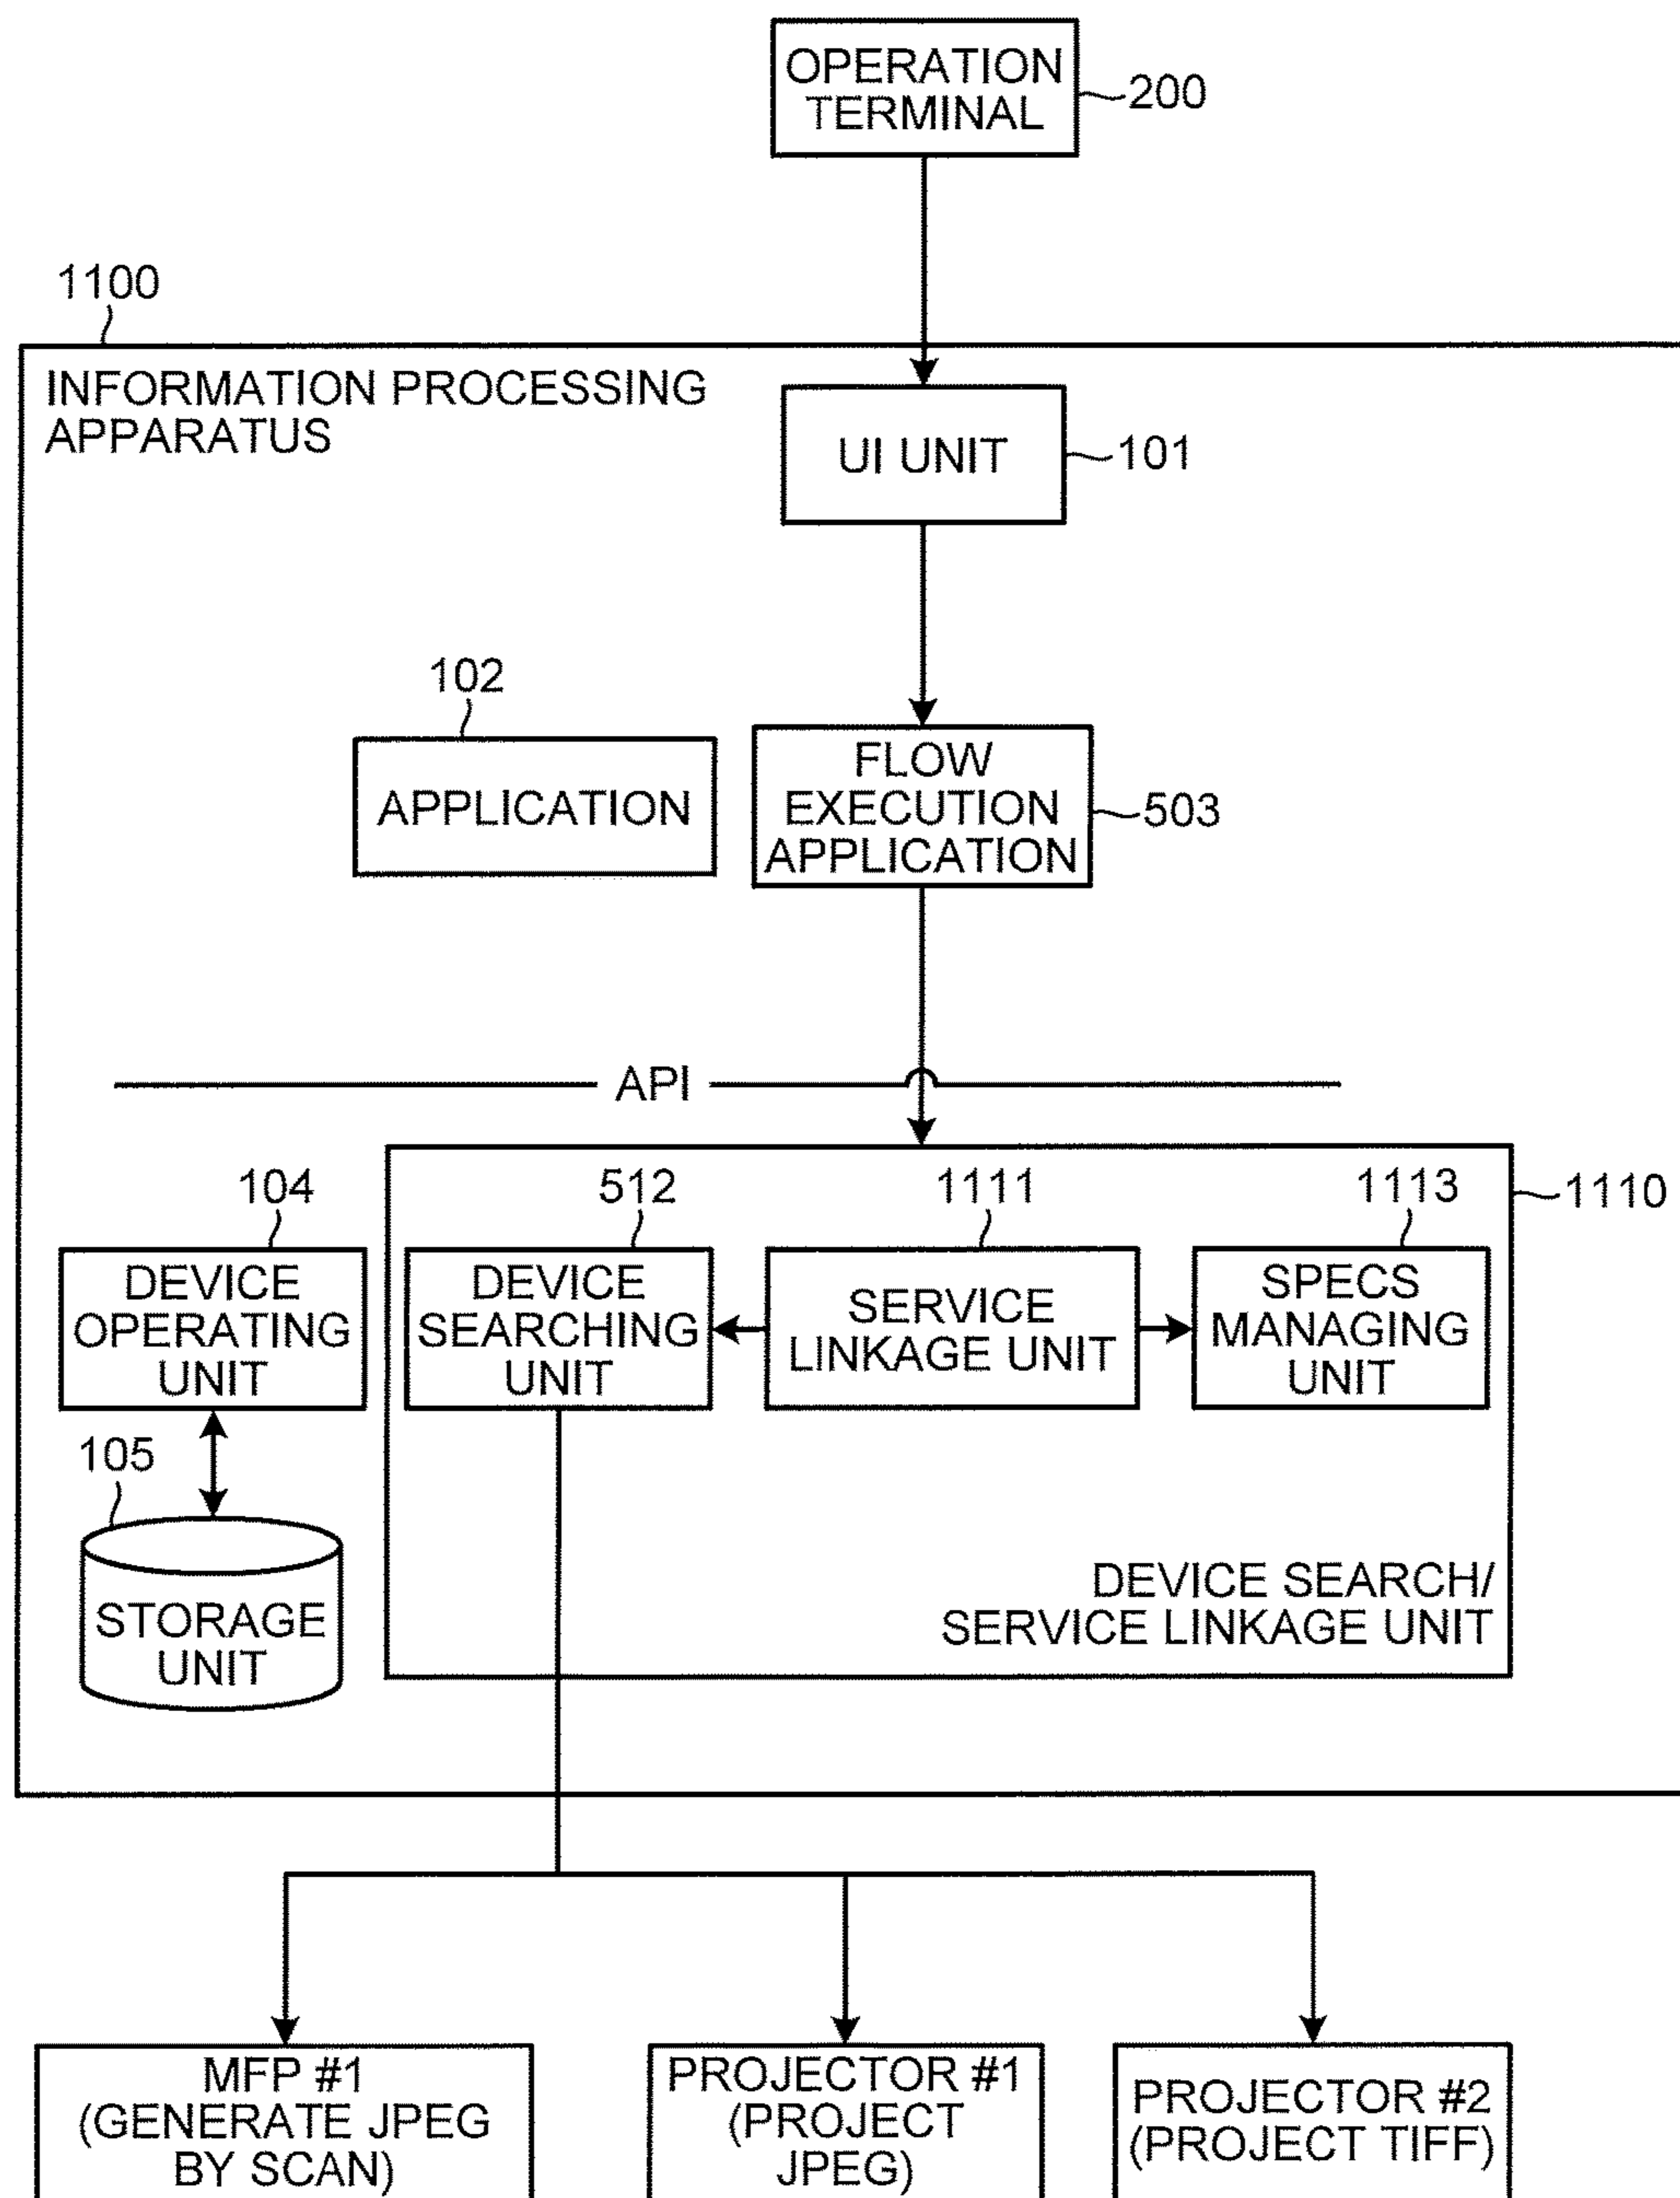 OPERATION
TERMINAL
200
1100
INFORMATION PROCESSING
APPARATUS
UI UNIT
101
102
APPLICATION
FLOW
EXECUTION
APPLICATION
503
API
104
512
1111
1113
1110
DEVICE
OPERATING
UNIT
DEVICE
SEARCHING
UNIT
SERVICE
LINKAGE UNIT
SPECS
MANAGING
UNIT
105
STORAGE
UNIT
DEVICE SEARCH/
SERVICE LINKAGE UNIT
MFP #1
(GENERATE JPEG
BY SCAN)
PROJECTOR #1
(PROJECT
JPEG)
PROJECTOR #2
(PROJECT TIFF)